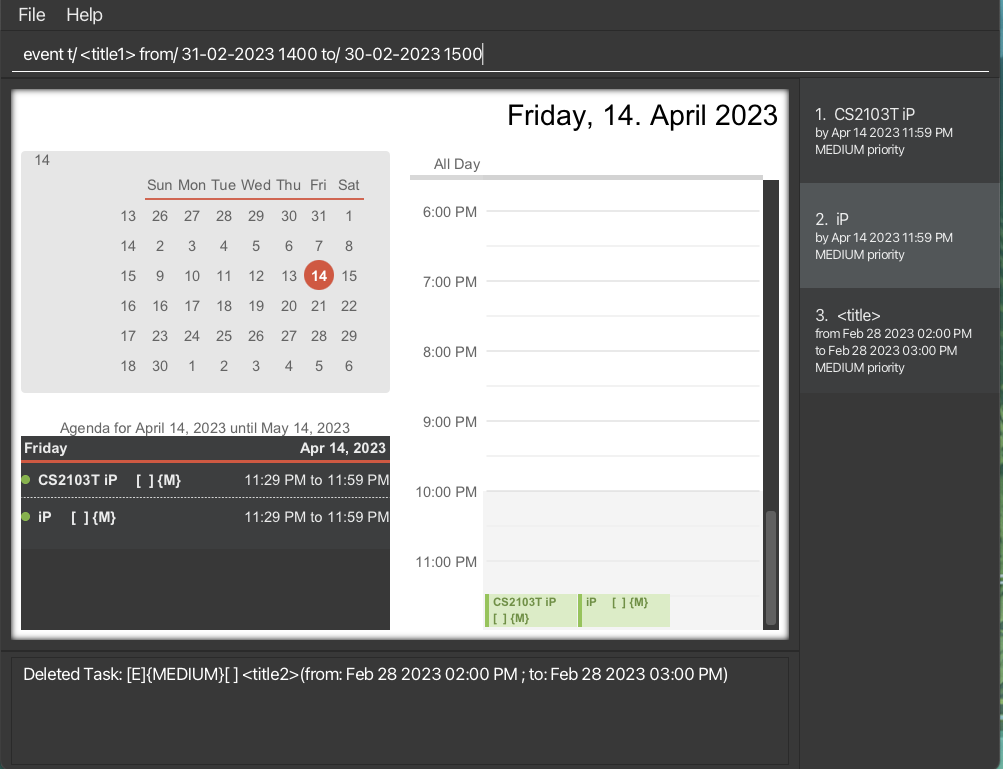 File Help
event t/ <title1> from/ 31-02-2023 1400 to/ 30-02-2023 1500
Friday, 14. April 2023
14
Sun Mon Tue Wed Thu Fri Sat
13 26 27 28 29 30 31 1
14 2 3 4 5 6 7 8
15 9 10 11 12 13 14 15
16 16 17 18 19 20 21 22
17 23 24 25 26 27 28 29
18 30 1 2 3 4 5 6
Agenda for April 14, 2023 until May 14, 2023
Friday Apr 14, 2023
CS2103T iP [ ] {M} 11:29 PM to 11:59 PM
iP [ ] {M} 11:29 PM to 11:59 PM
All Day
6:00 PM
7:00 PM
8:00 PM
9:00 PM
10:00 PM
11:00 PM
CS2103T iP
[ ] {M}
iP [ ] {M}
1. CS2103T iP
by Apr 14 2023 11:59 PM
MEDIUM priority
2. iP
by Apr 14 2023 11:59 PM
MEDIUM priority
3. <title>
from Feb 28 2023 02:00 PM
to Feb 28 2023 03:00 PM
MEDIUM priority
Deleted Task: [E]{MEDIUM}[ ] <title2>(from: Feb 28 2023 02:00 PM ; to: Feb 28 2023 03:00 PM)